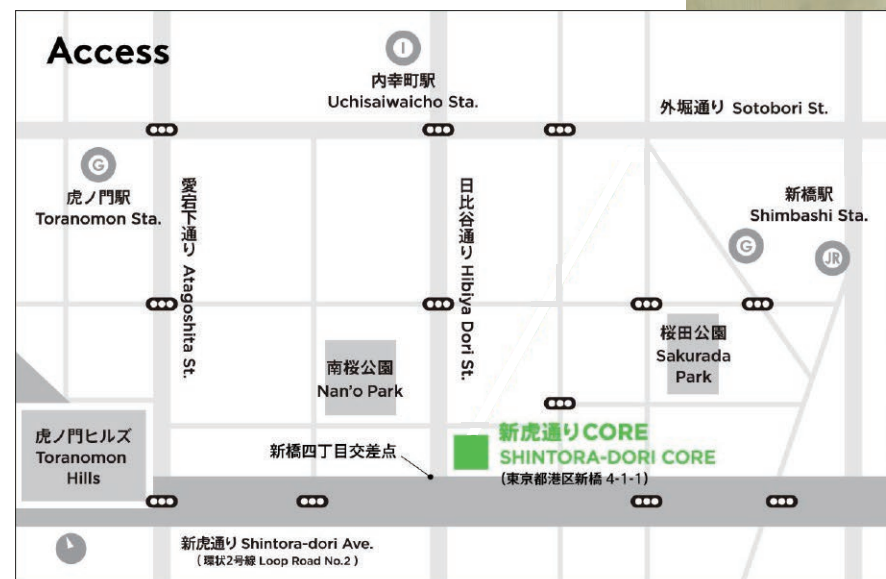 Access
I
内幸町駅
Uchisaiwaicho Sta.
外堀通り Sotobori St.
G
虎ノ門駅
Toranomon Sta.
愛宕下通り Atagoshita St.
日比谷通り Hibiya Dori St.
新橋駅
Shimbashi Sta.
G
JR
南桜公園
Nan'o Park
桜田公園
Sakurada
Park
虎ノ門ヒルズ
Toranomon
Hills
新橋四丁目交差点
新虎通りCORE
SHINTORA-DORI CORE
(東京都港区新橋 4-1-1)
新虎通り Shintora-dori Ave.
(環状2号線 Loop Road No.2)